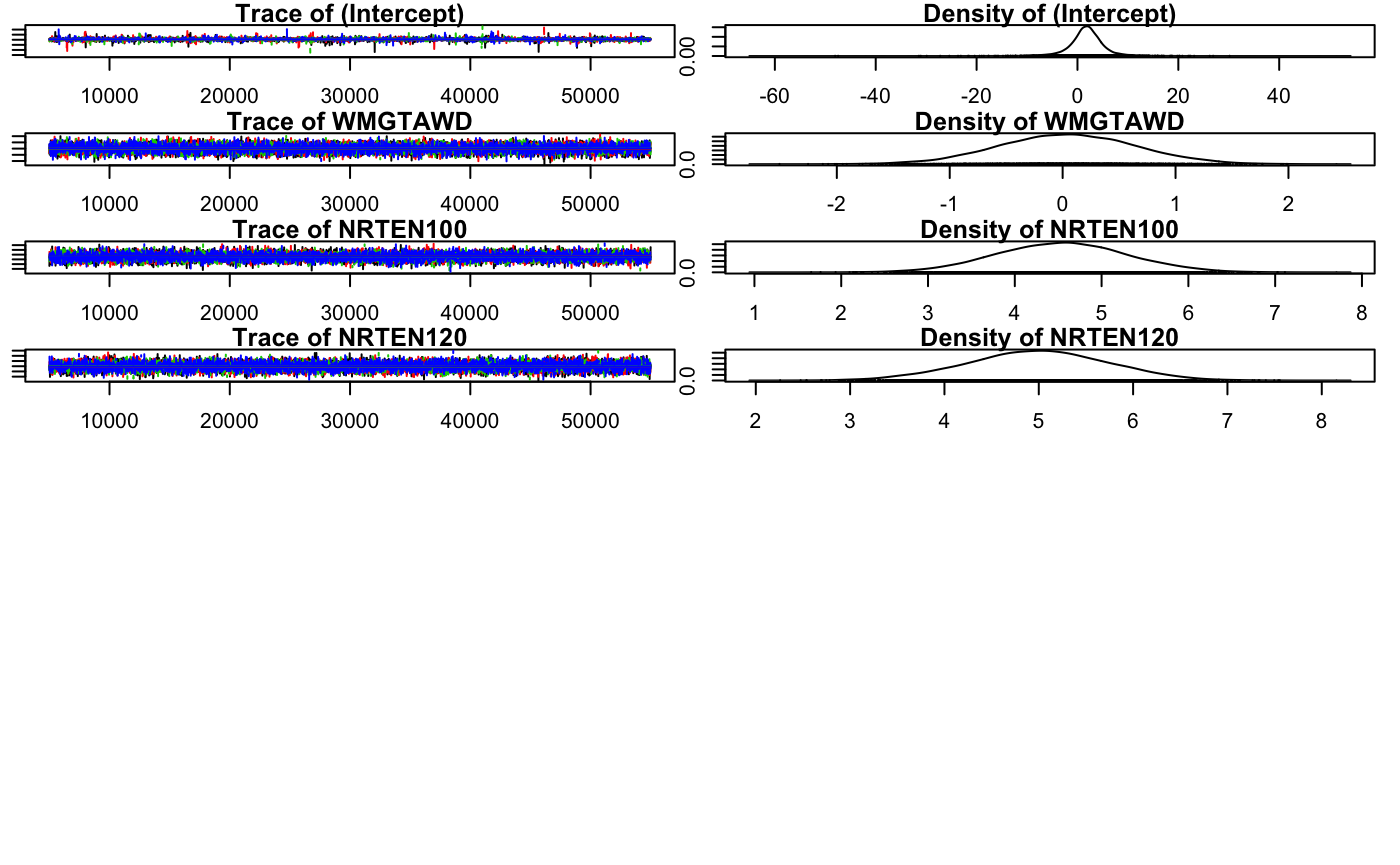 Trace of (Intercept)
10000 20000 30000 40000 50000
Density of (Intercept)
0.00
-60 -40 -20 0 20 40
Trace of WMGTAWD
10000 20000 30000 40000 50000
Density of WMGTAWD
0.0
-2 -1 0 1 2
Trace of NRTEN100
10000 20000 30000 40000 50000
Density of NRTEN100
0.0
1 2 3 4 5 6 7 8
Trace of NRTEN120
10000 20000 30000 40000 50000
Density of NRTEN120
0.0
2 3 4 5 6 7 8